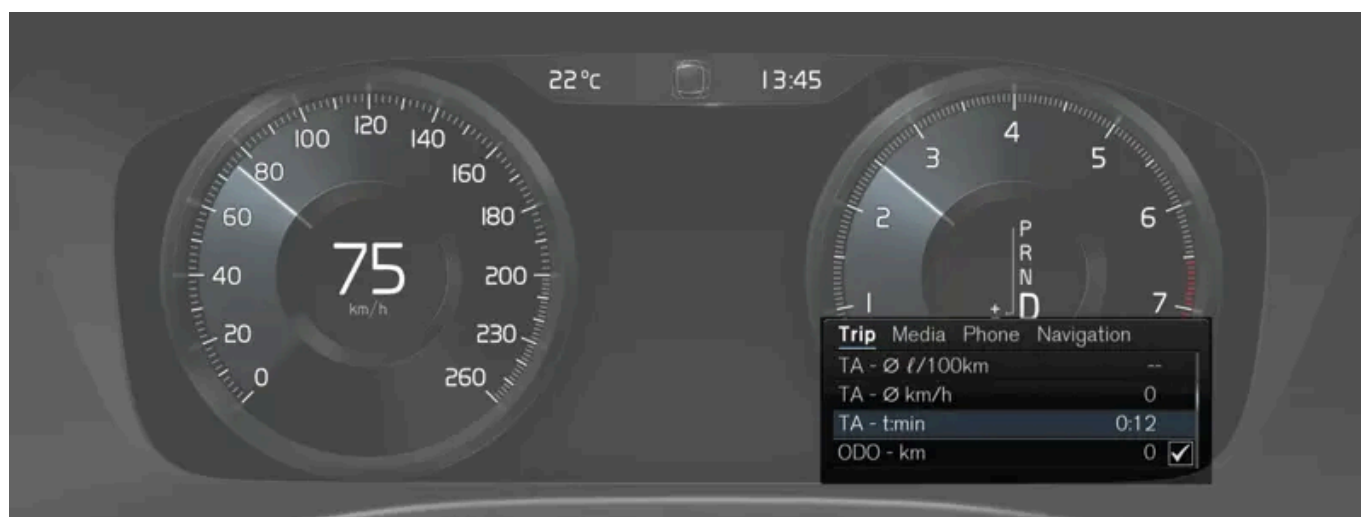 22°C 13:45
0
20
40
60
80
100
120
140
160
180
200
230
260
75
km/h
1
2
3
4
5
6
7
P
R
N
± D
Trip Media Phone Navigation
TA - Ø ℓ/100km --
TA - Ø km/h 0
TA - t:min 0:12
ODO - km 0